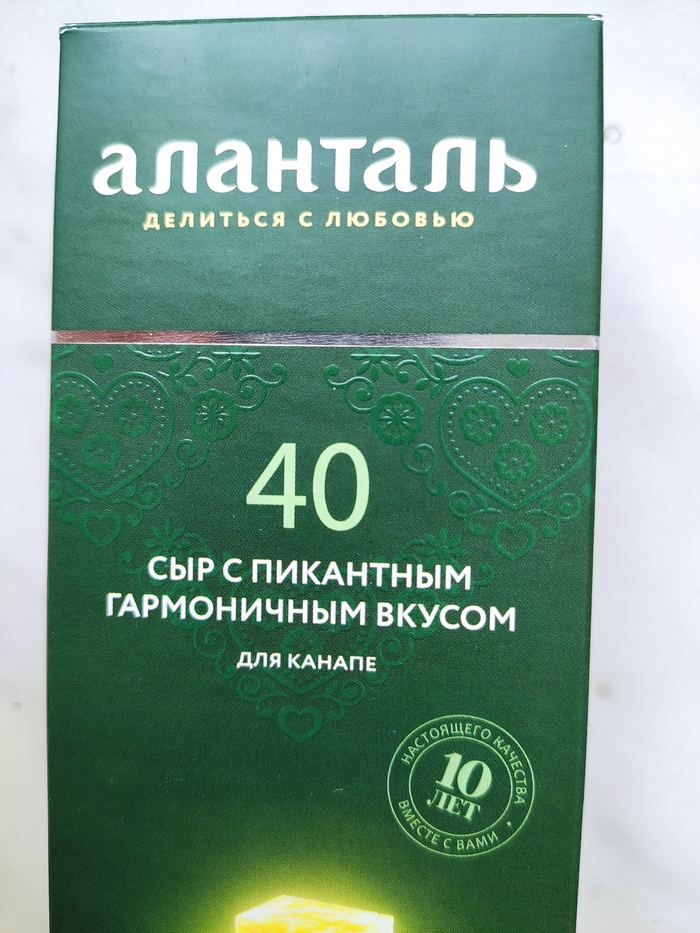 аланталь
ДЕЛИТЬСЯ С ЛЮБОВЬЮ
40
СЫР С ПИКАНТНЫМ
ГАРМОНИЧНЫМ ВКУСОМ
ДЛЯ КАНАПЕ
НАСТОЯЩЕГО КАЧЕСТВА
10
ЛЕТ
ВМЕСТЕ С ВАМИ